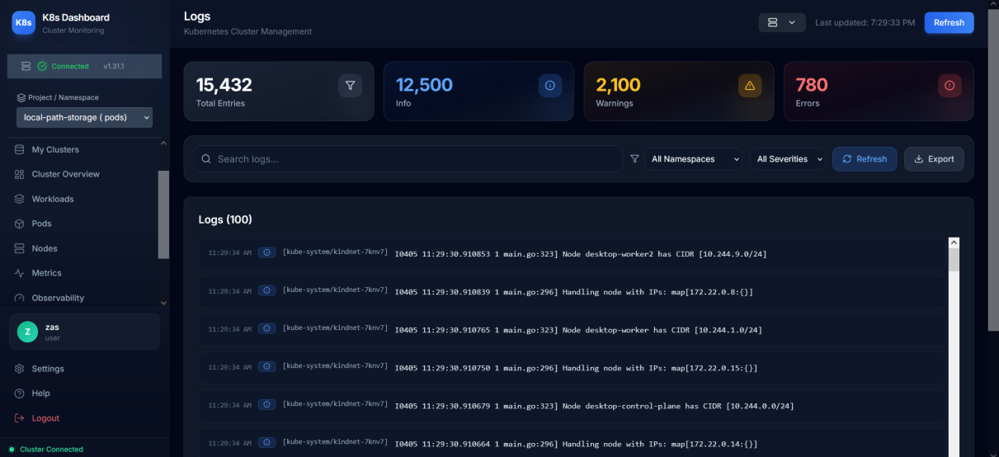 K8s
K8s Dashboard
Cluster Monitoring
Connected
v1.31.1
Project / Namespace
local-path-storage ( pods)
My Clusters
Cluster Overview
Workloads
Pods
Nodes
Metrics
Observability
Z
zas
user
Settings
Help
Logout
Cluster Connected
Logs
Kubernetes Cluster Management
Last updated: 7:29:33 PM
Refresh
15,432
Total Entries
12,500
Info
2,100
Warnings
780
Errors
Search logs...
All Namespaces
All Severities
Refresh
Export
Logs (100)
11:29:34 AM [kube-system/kindnet-7knv7] I0405 11:29:30.910853 1 main.go:323] Node desktop-worker2 has CIDR [10.244.9.0/24]
11:29:34 AM [kube-system/kindnet-7knv7] I0405 11:29:30.910839 1 main.go:296] Handling node with IPs: map[172.22.0.8:{}]
11:29:34 AM [kube-system/kindnet-7knv7] I0405 11:29:30.910765 1 main.go:323] Node desktop-worker has CIDR [10.244.1.0/24]
11:29:34 AM [kube-system/kindnet-7knv7] I0405 11:29:30.910750 1 main.go:296] Handling node with IPs: map[172.22.0.15:{}]
11:29:34 AM [kube-system/kindnet-7knv7] I0405 11:29:30.910679 1 main.go:323] Node desktop-control-plane has CIDR [10.244.0.0/24]
11:29:34 AM [kube-system/kindnet-7knv7] I0405 11:29:30.910664 1 main.go:296] Handling node with IPs: map[172.22.0.14:{}]